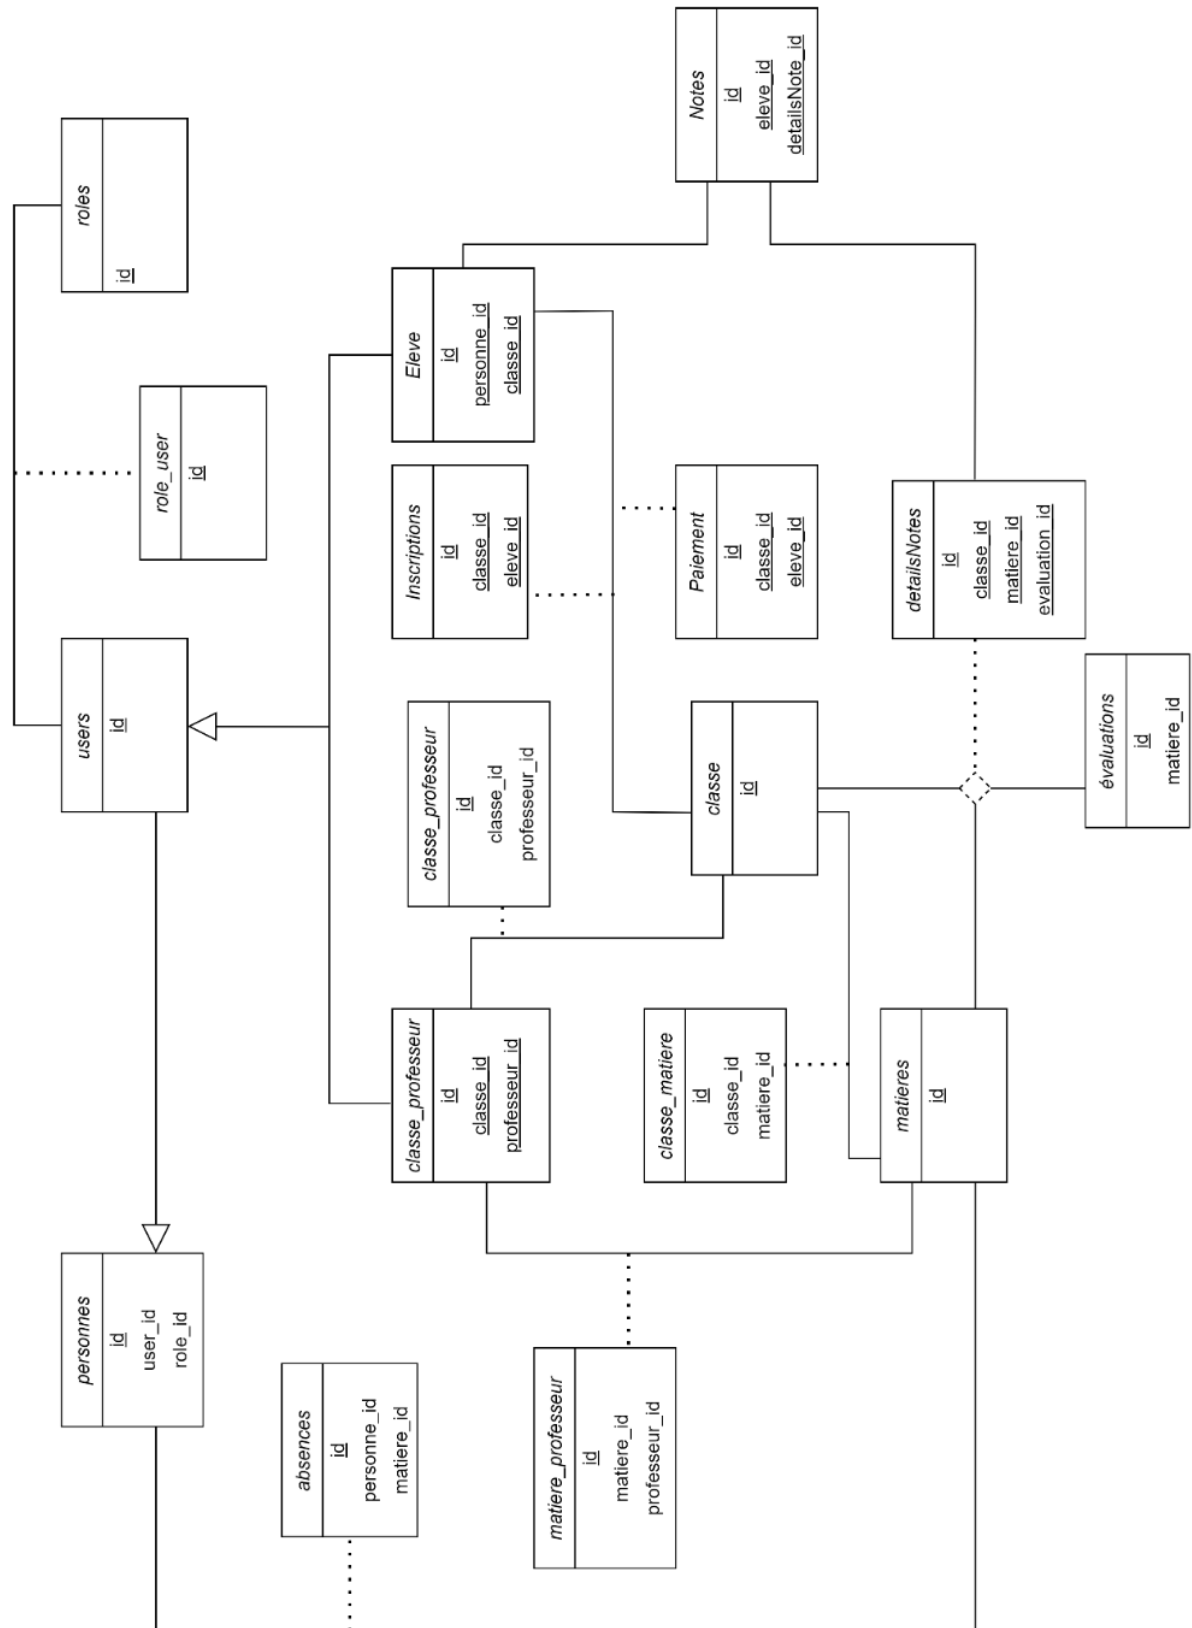 personnes
id
user_id
role_id
users
id
roles
id
role_user
id
absences
id
personne_id
matiere_id
classe_professeur
id
classe_id
professeur_id
classe_professeur
id
classe_id
professeur_id
Inscriptions
id
classe_id
eleve_id
Eleve
id
personne_id
classe_id
matiere_professeur
id
matiere_id
professeur_id
classe_matiere
id
classe_id
matiere_id
classe
id
Paiement
id
classe_id
eleve_id
Notes
id
eleve_id
detailsNote_id
matieres
id
detailsNotes
id
classe_id
matiere_id
evaluation_id
évaluations
id
matiere_id